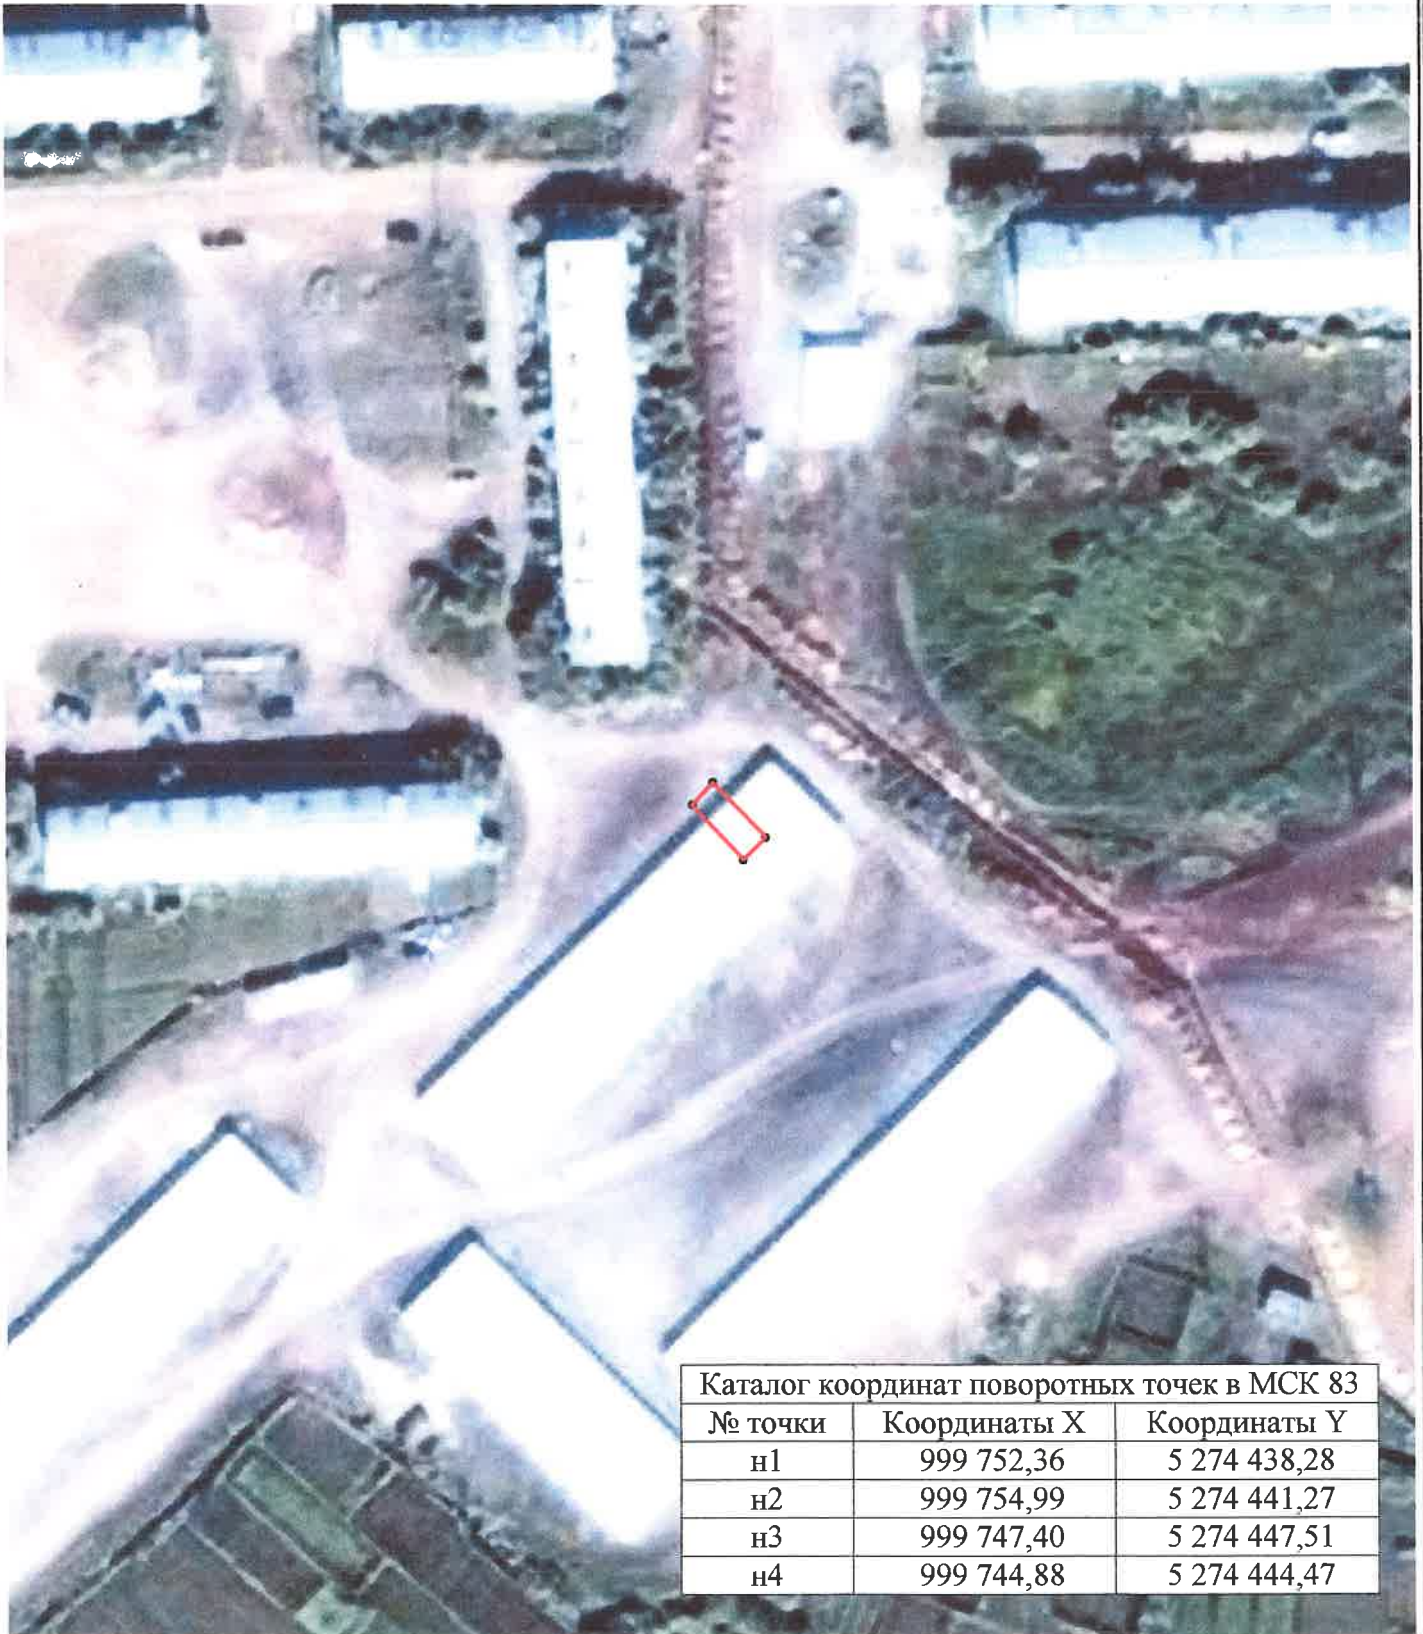 Каталог координат поворотных точек в МСК 83
№ точки Координаты X Координаты Y
н1 999 752,36 5 274 438,28
н2 999 754,99 5 274 441,27
н3 999 747,40 5 274 447,51
н4 999 744,88 5 274 444,47